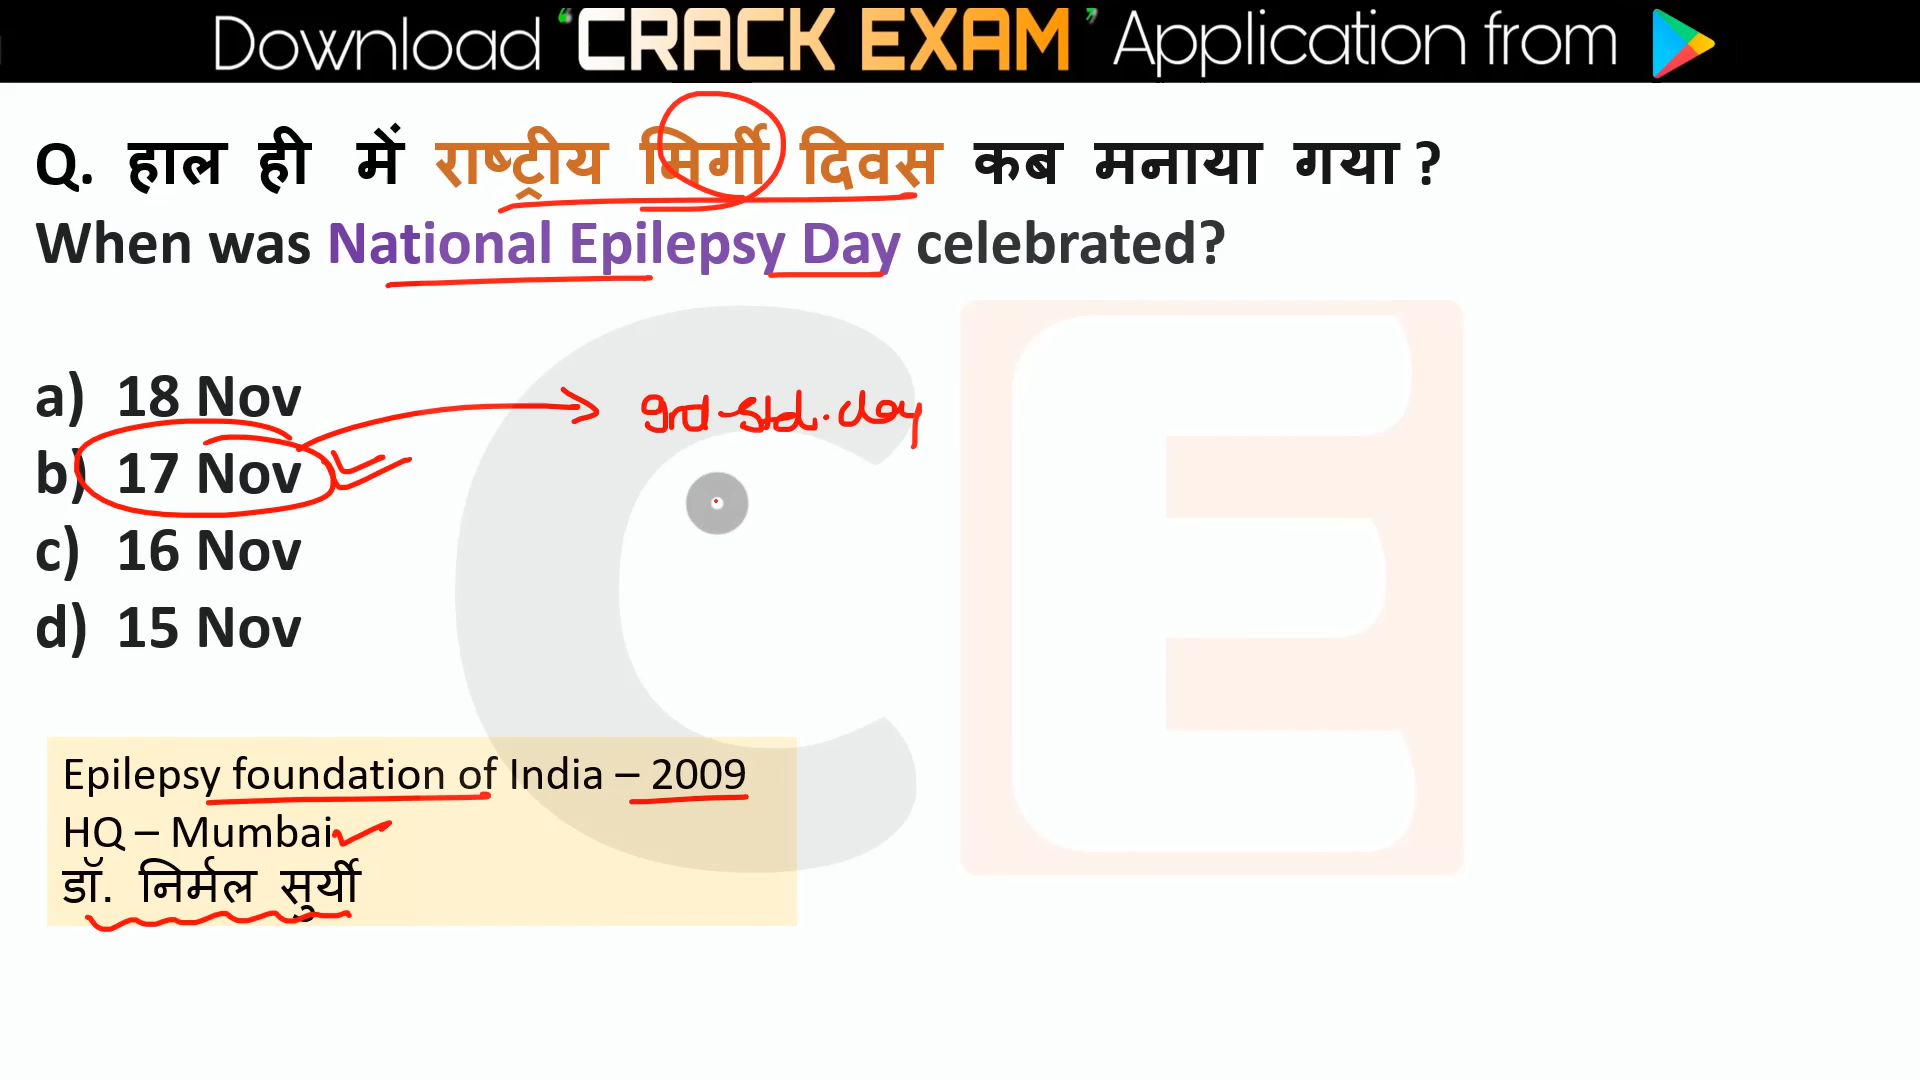 Download ‘CRACK EXAM’ Application from
Q. हाल ही में राष्ट्रीय मिर्गी दिवस कब मनाया गया ?
When was National Epilepsy Day celebrated?
a) 18 Nov
b) 17 Nov
c) 16 Nov
d) 15 Nov
Epilepsy foundation of India – 2009
HQ – Mumbai
डॉ. निर्मल सुर्यी
CE